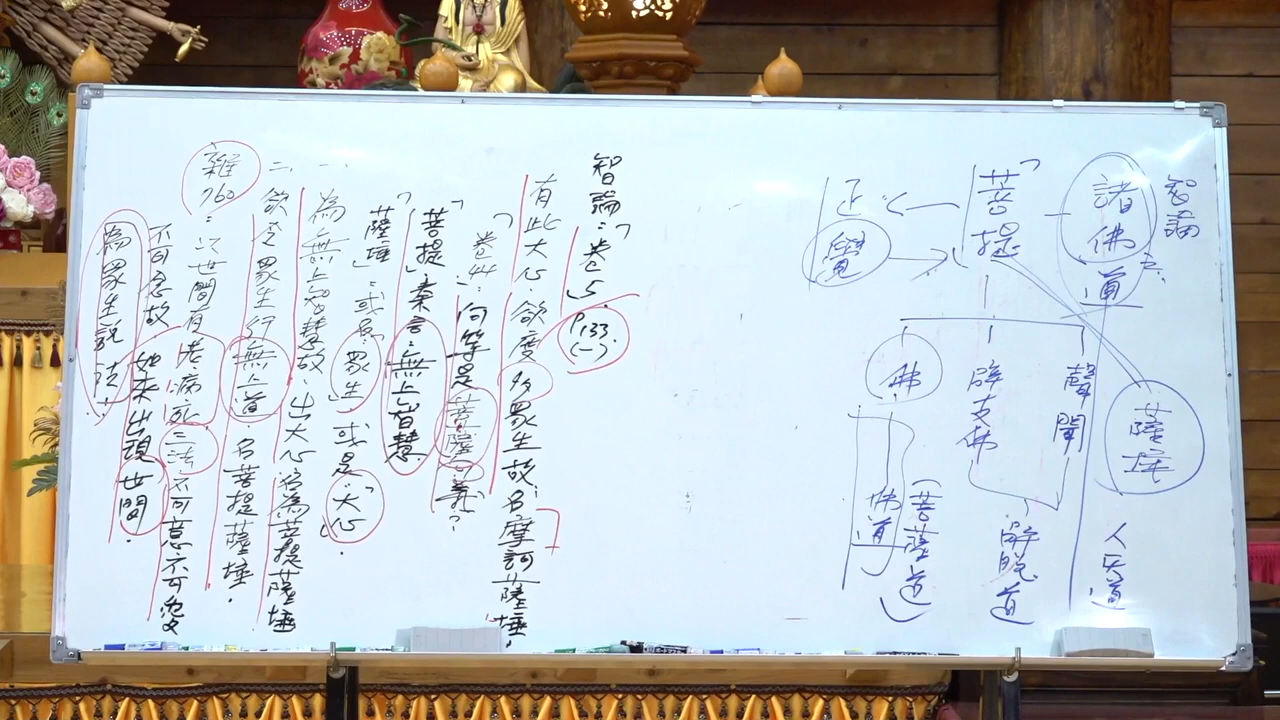 智論
諸佛道
「菩提」
正覺
薩埵
聲聞
辟支佛
佛
人天道
解脫道
(菩薩道)
佛道
智論：「卷5」 P133(一)
有此大心，欲度多眾生故，名摩訶薩埵。
「卷44」：何等是菩薩句義？
「菩提」秦言：無上智慧
「薩埵」或為「眾生」或是「大心」.
一.為無上智慧故，出大心名為菩提薩埵
二.欲令眾生行無上道，名菩提薩埵.
雜760：以世間有老病死三法不可意不可愛
不可念故 如來出現世間.
為眾生說法